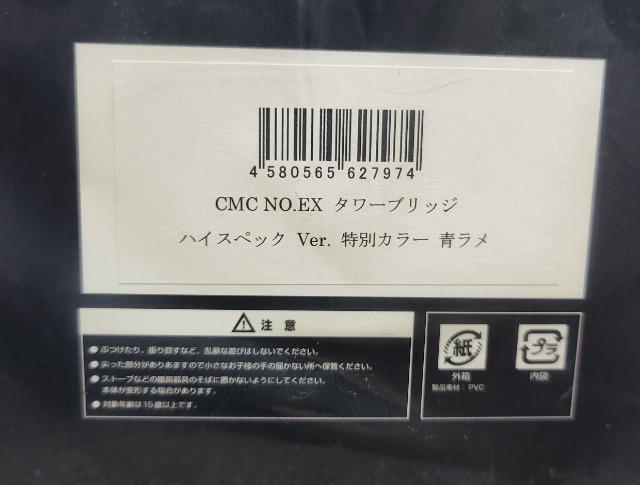 4 580565 627974
CMC NO.EX タワーブリッジ
ハイスペック Ver. 特別カラー 青ラメ
注意
●ぶつけたり、振り回すなど、乱暴な遊びはしないでください。
●尖った部分がありますので小さなお子様の手の届かない所へ保管ください。
●ストーブなどの暖房器具のそばに置かないようにしてください。
本体が変形する場合があります。
●対象年齢は15歳以上です。
紙
外箱
プラ
内袋
製品素材：PVC